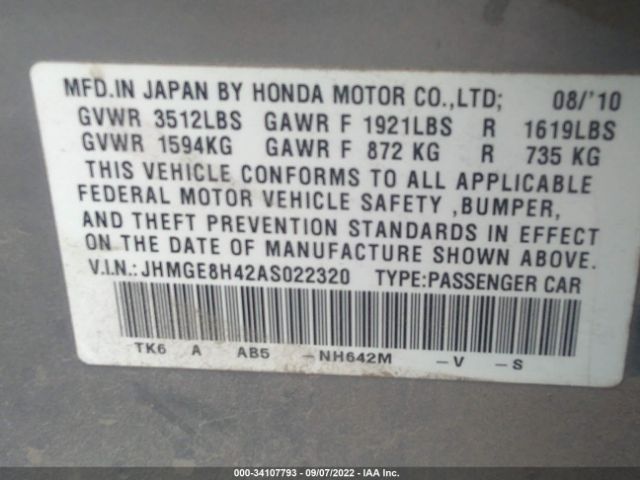 MFD.IN JAPAN BY HONDA MOTOR CO.,LTD; 08/'10
GVWR 3512LBS GAWR F 1921LBS R 1619LBS
GVWR 1594KG GAWR F 872 KG R 735 KG
THIS VEHICLE CONFORMS TO ALL APPLICABLE
FEDERAL MOTOR VEHICLE SAFETY ,BUMPER,
AND THEFT PREVENTION STANDARDS IN EFFECT
ON THE DATE OF MANUFACTURE SHOWN ABOVE.
V.I.N.: JHMGE8H42AS022320 TYPE:PASSENGER CAR
TK6 A AB5 -NH642M -V -S
000-34107793 - 09/07/2022 - IAA Inc.